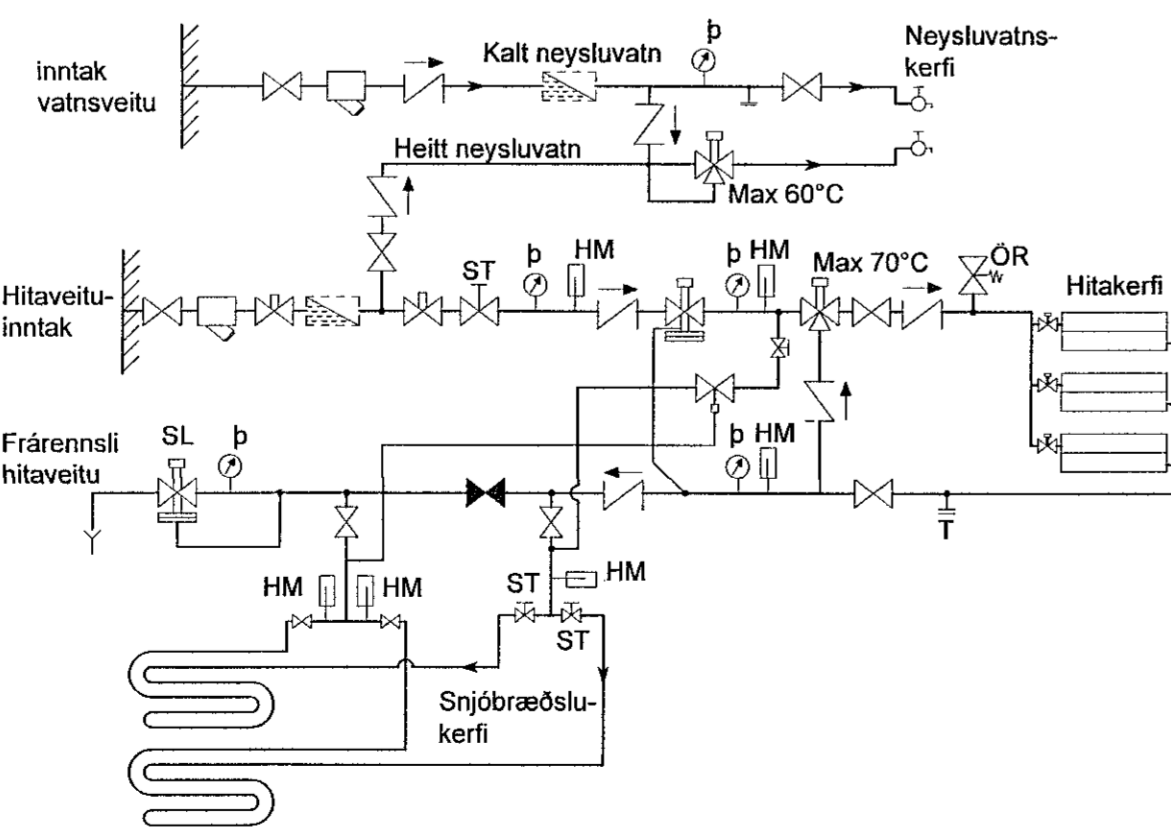 inntak
vatnsveitu
Kalt neysluvatn
þ
Neysluvatns-
kerfi
Heitt neysluvatn
Max 60°C
Hitaveitu-
inntak
ST
þ
HM
þ
HM
Max 70°C
ÖR
Hitakerfi
Frárennsli
hitaveitu
SL
þ
þ
HM
T
HM
HM
ST
HM
ST
Snjóbræðslu-
kerfi